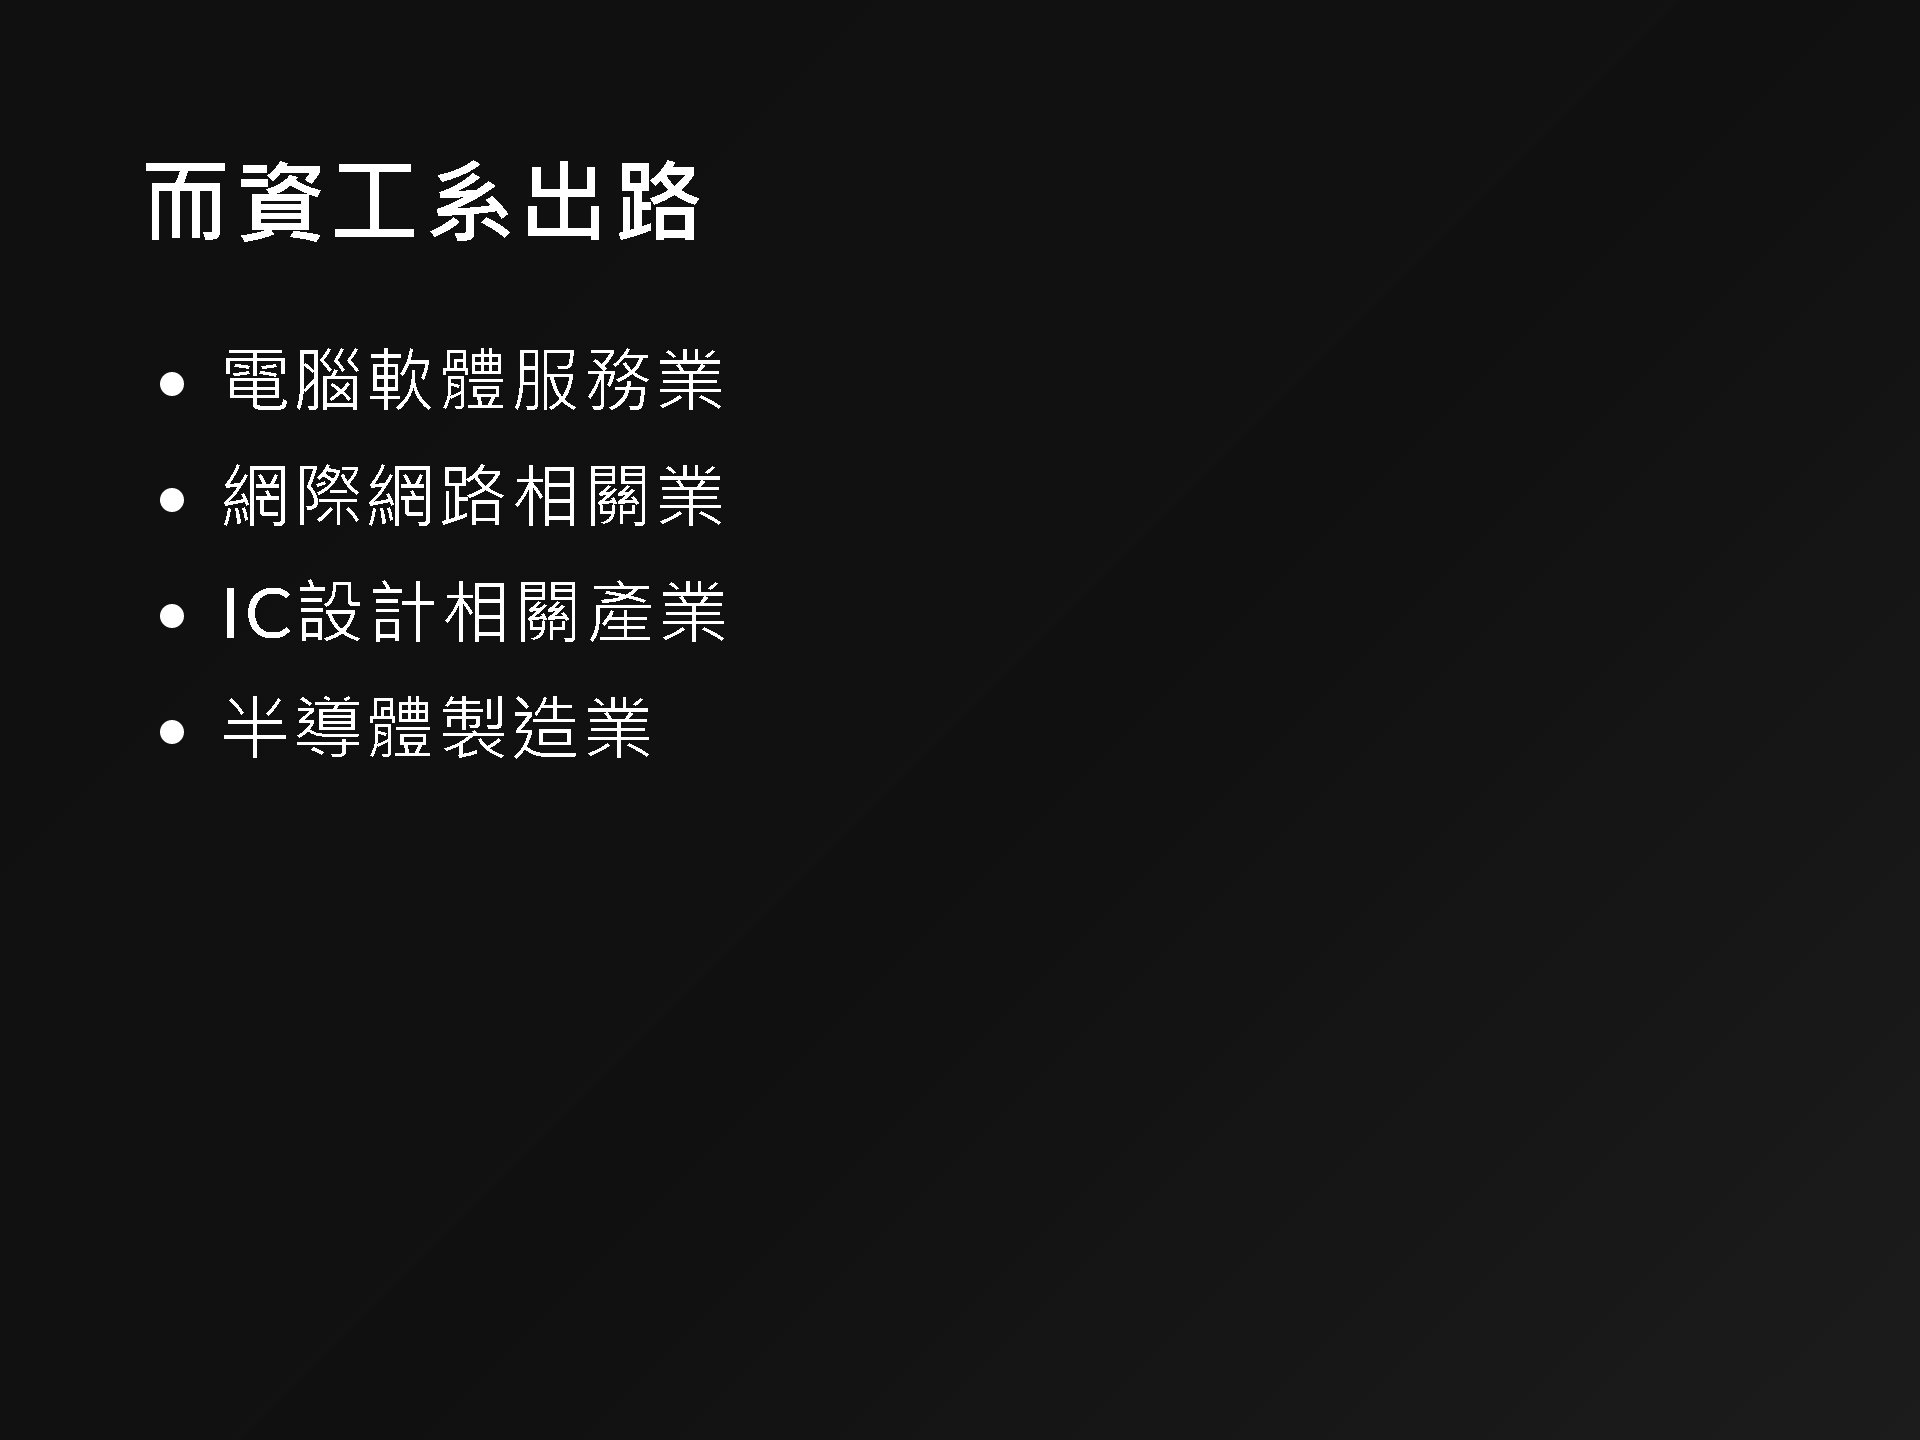 而資工系出路
• 電腦軟體服務業
• 網際網路相關業
• IC設計相關產業
• 半導體製造業